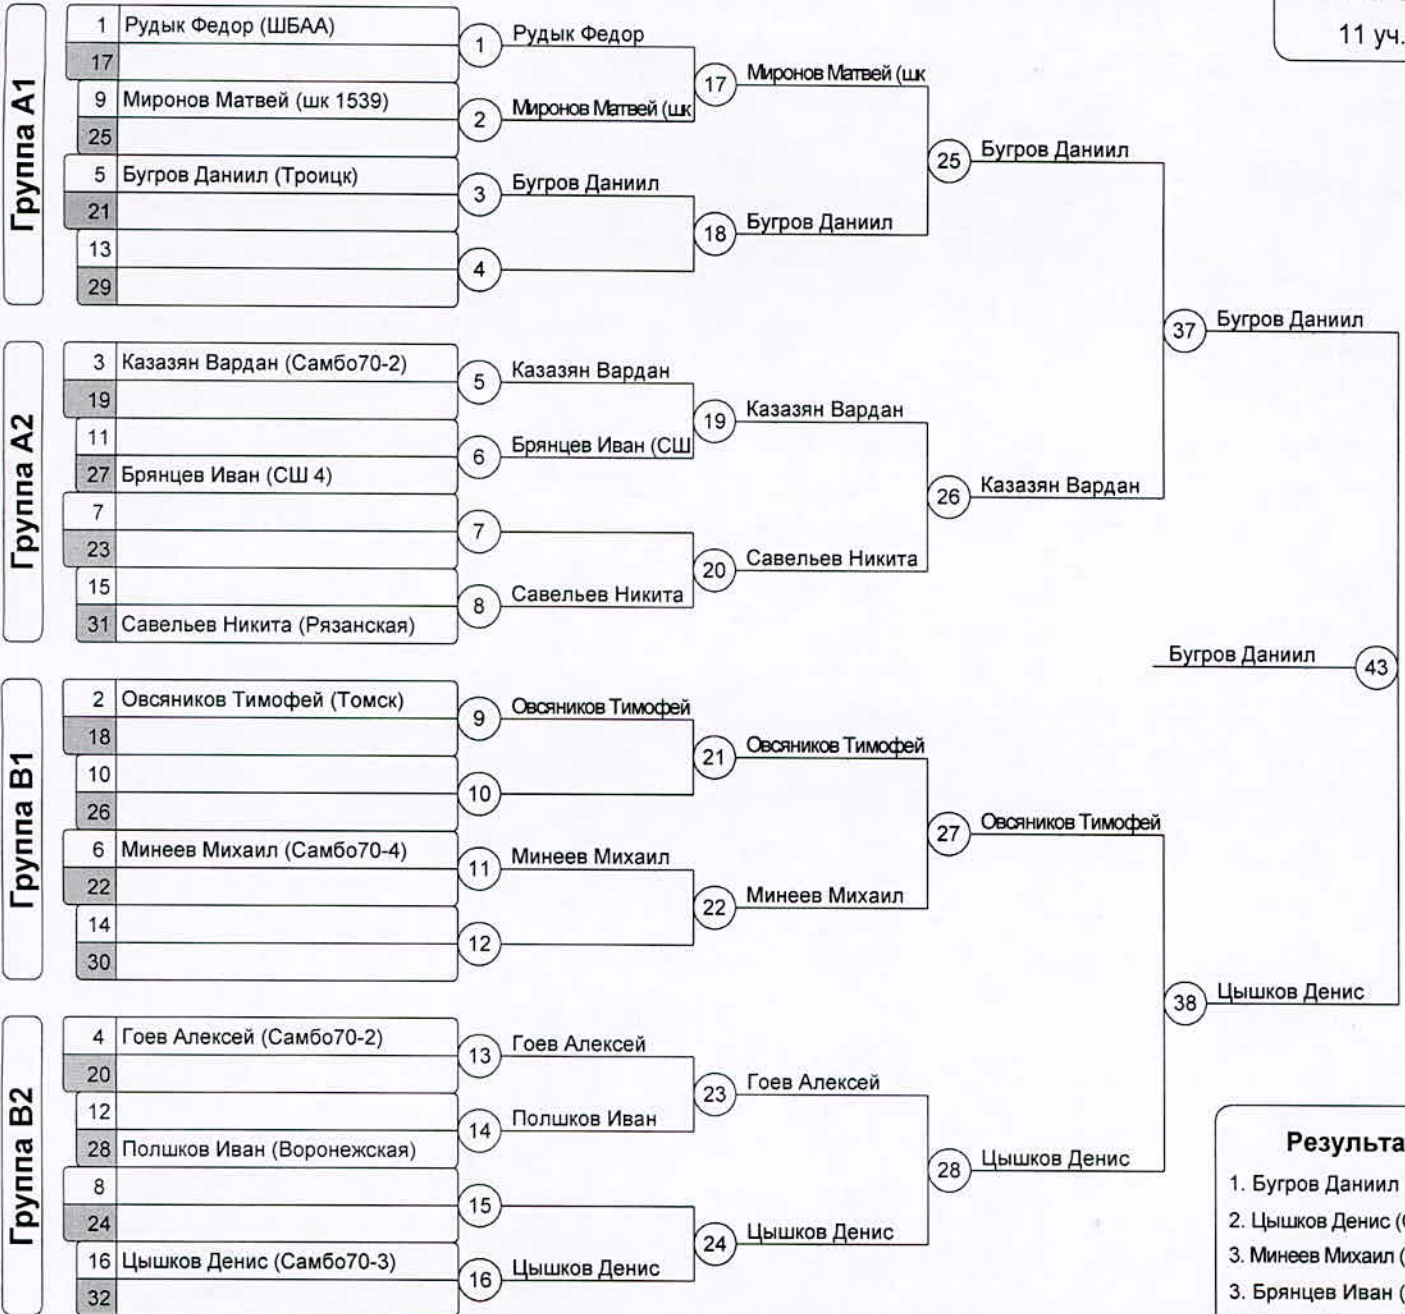 11 уч.
Группа A1
1 Рудык Федор (ШБАА)
17
9 Миронов Матвей (шк 1539)
25
5 Бугров Даниил (Троицк)
21
13
29
1 Рудык Федор
2 Миронов Матвей (шк
3 Бугров Даниил
4
17 Миронов Матвей (шк
18 Бугров Даниил
25 Бугров Даниил
Группа A2
3 Казазян Вардан (Самбо70-2)
19
11
27 Брянцев Иван (СШ 4)
7
23
15
31 Савельев Никита (Рязанская)
5 Казазян Вардан
6 Брянцев Иван (СШ
7
8 Савельев Никита
19 Казазян Вардан
20 Савельев Никита
26 Казазян Вардан
37 Бугров Даниил
Бугров Даниил 43
Группа B1
2 Овсяников Тимофей (Томск)
18
10
26
6 Минеев Михаил (Самбо70-4)
22
14
30
9 Овсяников Тимофей
10
11 Минеев Михаил
12
21 Овсяников Тимофей
22 Минеев Михаил
27 Овсяников Тимофей
Группа B2
4 Гоев Алексей (Самбо70-2)
20
12
28 Полшков Иван (Воронежская)
8
24
16 Цышков Денис (Самбо70-3)
32
13 Гоев Алексей
14 Полшков Иван
15
16 Цышков Денис
23 Гоев Алексей
24 Цышков Денис
28 Цышков Денис
38 Цышков Денис
Результа
1. Бугров Даниил
2. Цышков Денис (
3. Минеев Михаил (
3. Брянцев Иван (